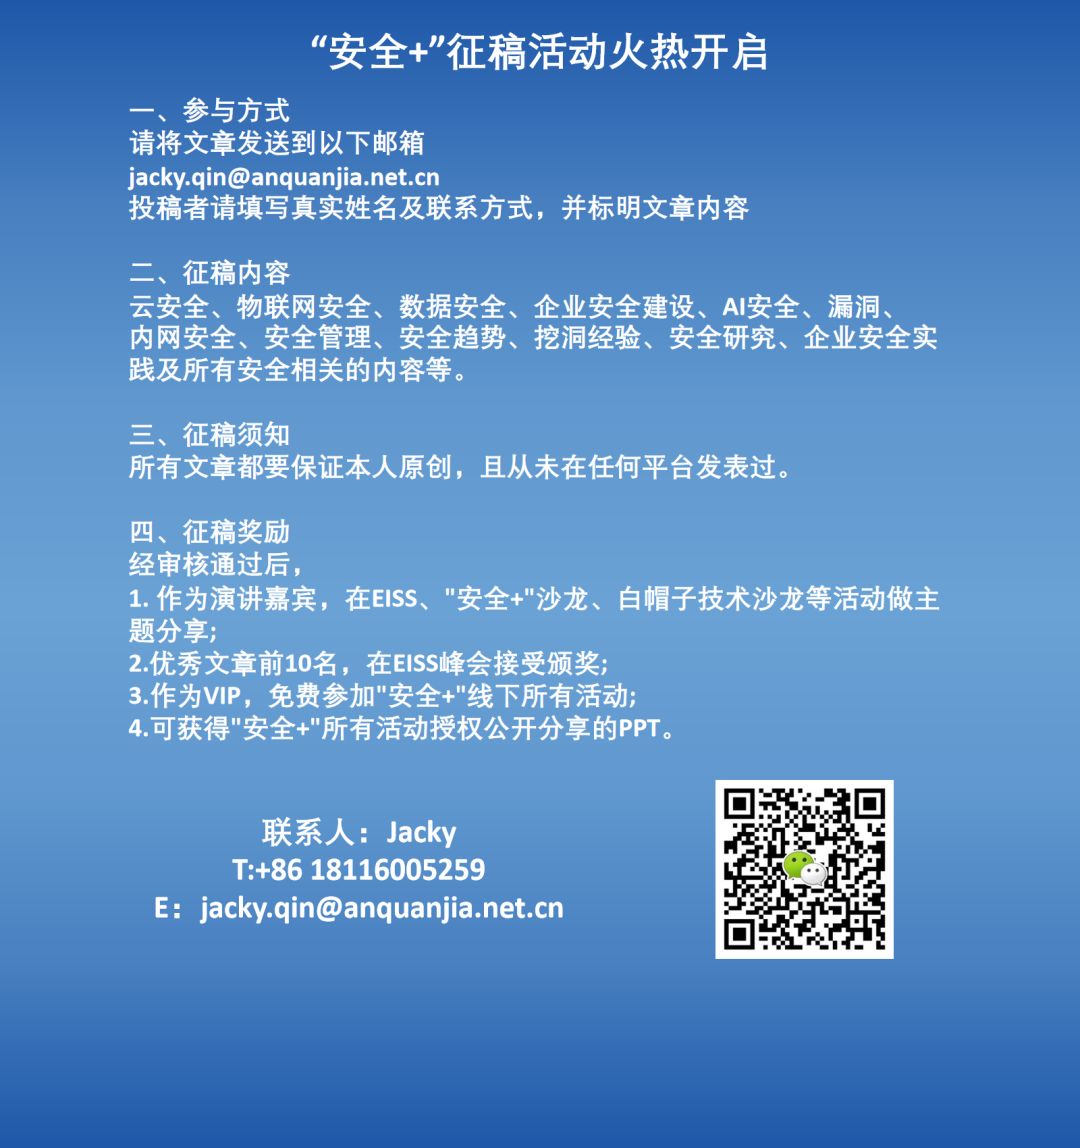 “安全+”征稿活动火热开启
一、参与方式
请将文章发送到以下邮箱
jacky.qin@anquanjia.net.cn
投稿者请填写真实姓名及联系方式，并标明文章内容
二、征稿内容
云安全、物联网安全、数据安全、企业安全建设、AI安全、漏洞、
内网安全、安全管理、安全趋势、挖洞经验、安全研究、企业安全实
践及所有安全相关的内容等。
三、征稿须知
所有文章都要保证本人原创，且从未在任何平台发表过。
四、征稿奖励
经审核通过后，
1. 作为演讲嘉宾，在EISS、"安全+"沙龙、白帽子技术沙龙等活动做主
题分享;
2.优秀文章前10名，在EISS峰会接受颁奖;
3.作为VIP，免费参加"安全+"线下所有活动;
4.可获得"安全+"所有活动授权公开分享的PPT。
联系人：Jacky
T:+86 18116005259
E：jacky.qin@anquanjia.net.cn